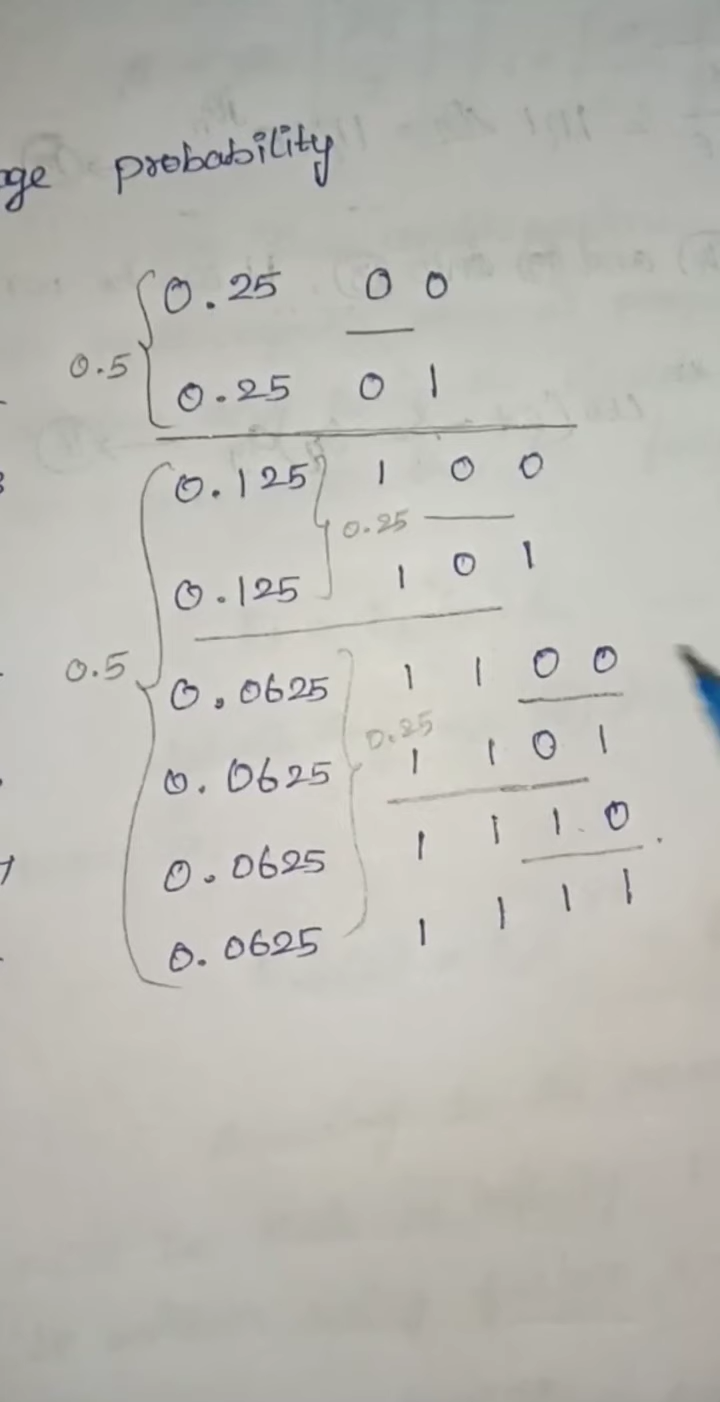 probability
0.25 0 0
0.5
0.25 0 1
0.125 1 0 0
0.25
0.125 1 0 1
0.5
0.0625 1 1 0 0
0.25
0.0625 1 1 0 1
0.0625 1 1 1 0
0.0625 1 1 1 1